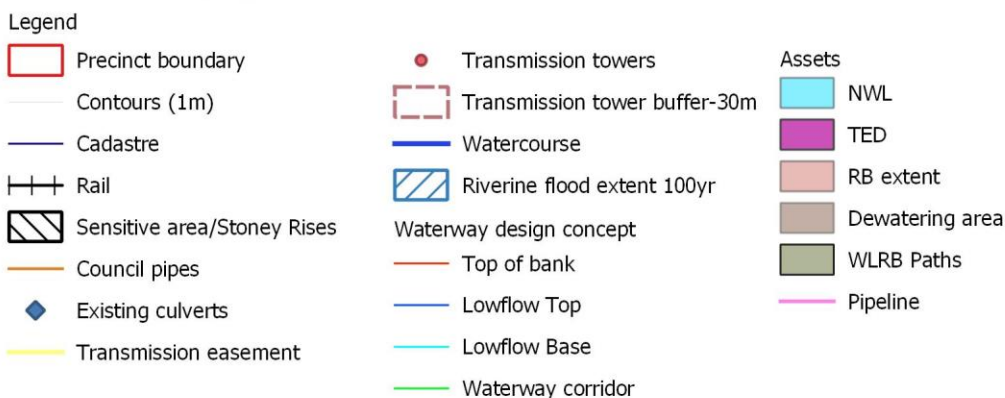 Legend
Precinct boundary
Contours (1m)
Cadastre
Rail
Sensitive area/Stoney Rises
Council pipes
Existing culverts
Transmission easement
Transmission towers
Transmission tower buffer-30m
Watercourse
Riverine flood extent 100yr
Waterway design concept
Top of bank
Lowflow Top
Lowflow Base
Waterway corridor
Assets
NWL
TED
RB extent
Dewatering area
WLRB Paths
Pipeline